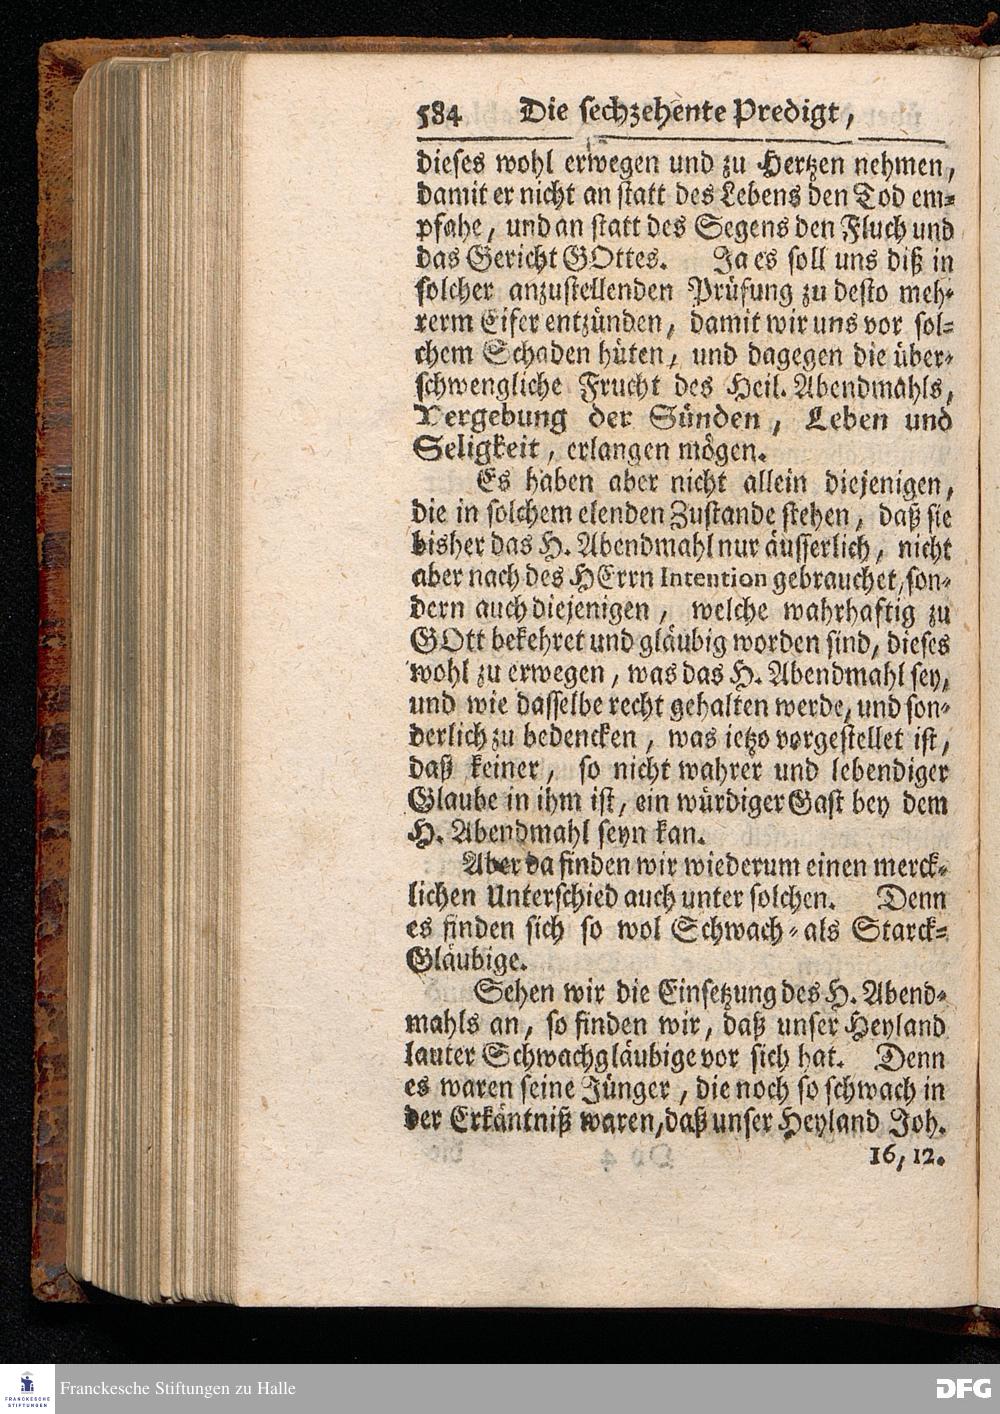 584 Die sechzehente Predigt,
dieses wohl erwegen und zu Hertzen nehmen,
damit er nicht an statt des Lebens den Tod em-
pfahe, und an statt des Segens den Fluch und
das Gericht GOttes. Ja es soll uns diß in
solcher anzustellenden Prüfung zu desto meh-
rerm Eifer entzünden, damit wir uns vor sol-
chem Schaden hüten, und dagegen die über-
schwengliche Frucht des Heil. Abendmahls,
Vergebung der Sünden, Leben und
Seligkeit, erlangen mögen.
Es haben aber nicht allein diejenigen,
die in solchem elenden Zustande stehen, daß sie
bisher das H. Abendmahl nur äusserlich, nicht
aber nach des HErrn Intention gebrauchet, son-
dern auch diejenigen, welche wahrhaftig zu
GOtt bekehret und gläubig worden sind, dieses
wohl zu erwegen, was das H. Abendmahl sey,
und wie dasselbe recht gehalten werde, und son-
derlich zu bedencken, was ietzo vorgestellet ist,
daß keiner, so nicht wahrer und lebendiger
Glaube in ihm ist, ein würdiger Gast bey dem
H. Abendmahl seyn kan.
Aber da finden wir wiederum einen merck-
lichen Unterschied auch unter solchen. Denn
es finden sich so wol Schwach- als Starck-
Gläubige.
Sehen wir die Einsetzung des H. Abend-
mahls an, so finden wir, daß unser Heyland
lauter Schwachgläubige vor sich hat. Denn
es waren seine Jünger, die noch so schwach in
der Erkäntniß waren, daß unser Heyland Joh.
16, 12.
FRANCKESCHE
STIFTUNGEN
Franckesche Stiftungen zu Halle
DFG